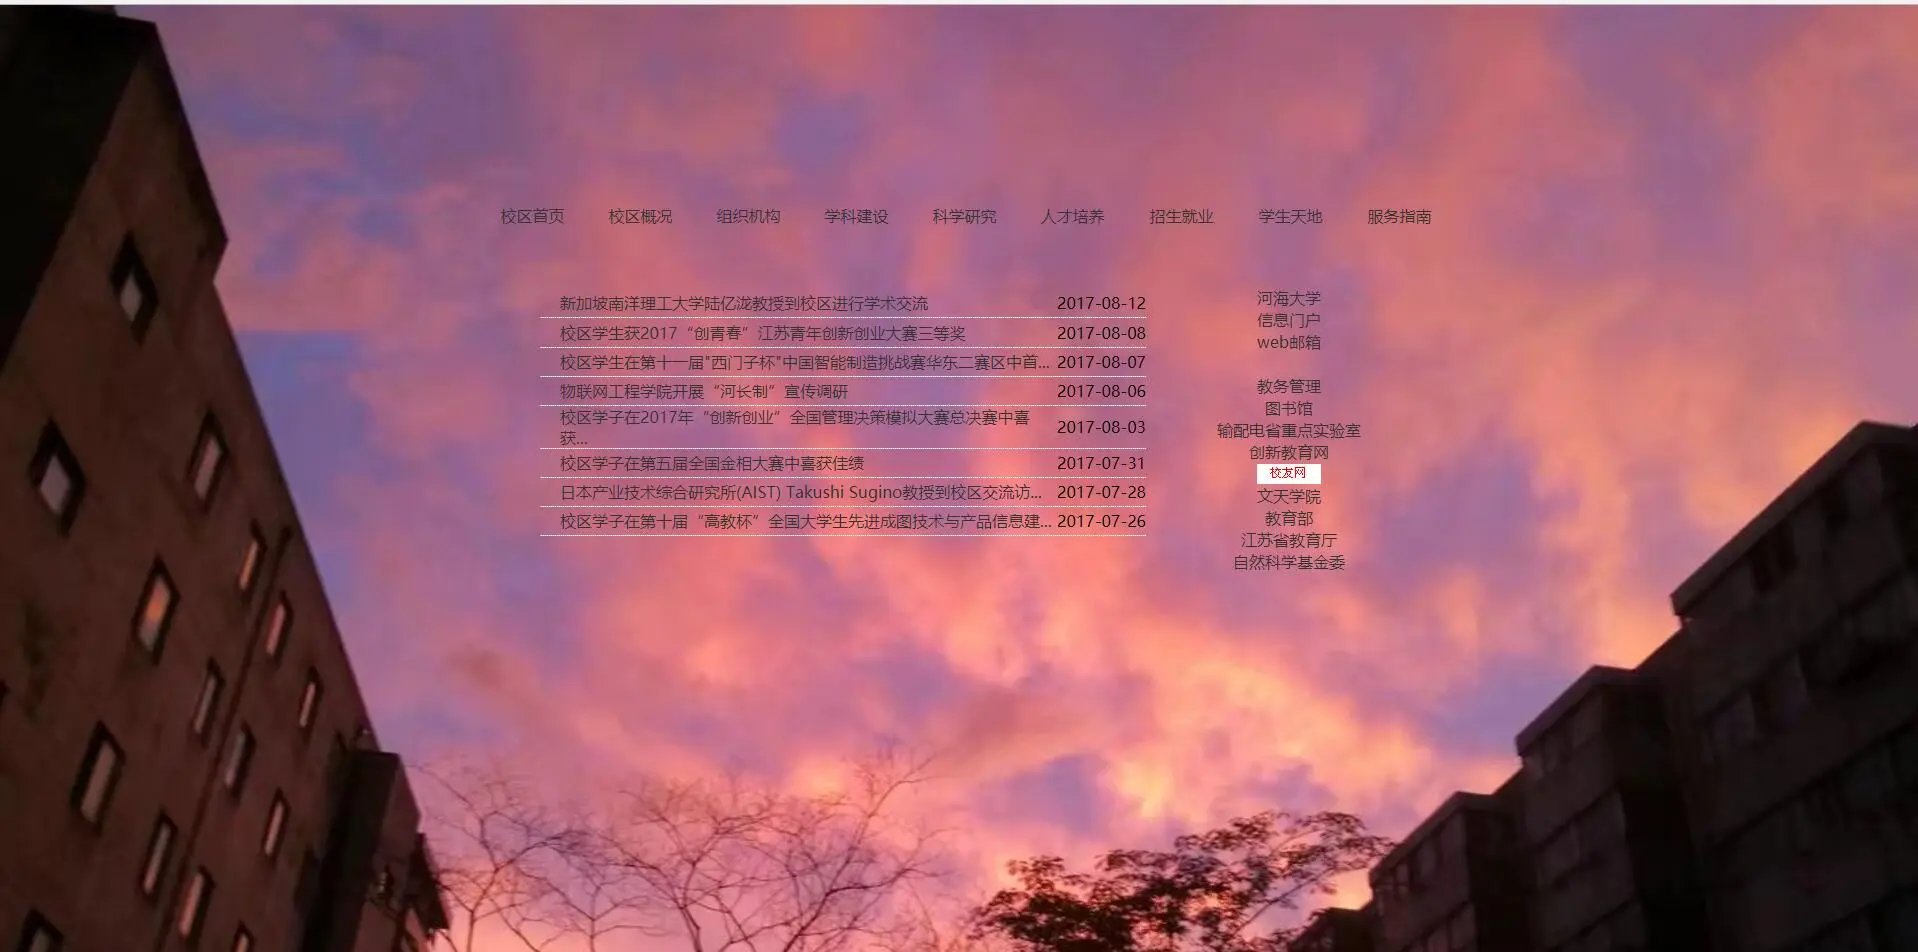 校区首页 校区概况 组织机构 学科建设 科学研究 人才培养 招生就业 学生天地 服务指南
新加坡南洋理工大学陆亿泷教授到校区进行学术交流 2017-08-12
校区学生获2017“创青春”江苏青年创新创业大赛三等奖 2017-08-08
校区学生在第十一届"西门子杯"中国智能制造挑战赛华东二赛区中首... 2017-08-07
物联网工程学院开展“河长制”宣传调研 2017-08-06
校区学子在2017年“创新创业”全国管理决策模拟大赛总决赛中喜
获... 2017-08-03
校区学子在第五届全国金相大赛中喜获佳绩 2017-07-31
日本产业技术综合研究所(AIST) Takushi Sugino教授到校区交流访... 2017-07-28
校区学子在第十届“高教杯”全国大学生先进成图技术与产品信息建... 2017-07-26
河海大学
信息门户
web邮箱
教务管理
图书馆
输配电省重点实验室
创新教育网
校友网
文天学院
教育部
江苏省教育厅
自然科学基金委